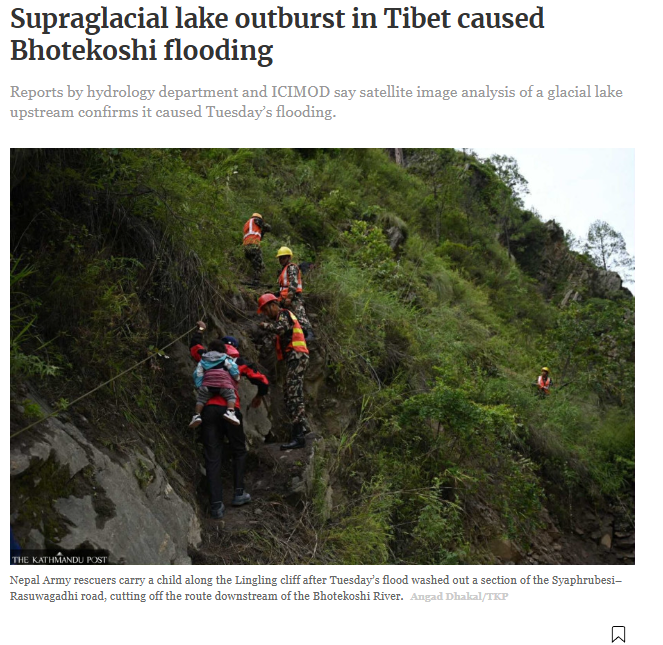 Supraglacial lake outburst in Tibet caused
Bhotekoshi flooding
Reports by hydrology department and ICIMOD say satellite image analysis of a glacial lake
upstream confirms it caused Tuesday’s flooding.
THE KATHMANDU POST
Nepal Army rescuers carry a child along the Lingling cliff after Tuesday’s flood washed out a section of the Syaphrubesi–
Rasuwagadhi road, cutting off the route downstream of the Bhotekoshi River. Angad Dhakal/TKP